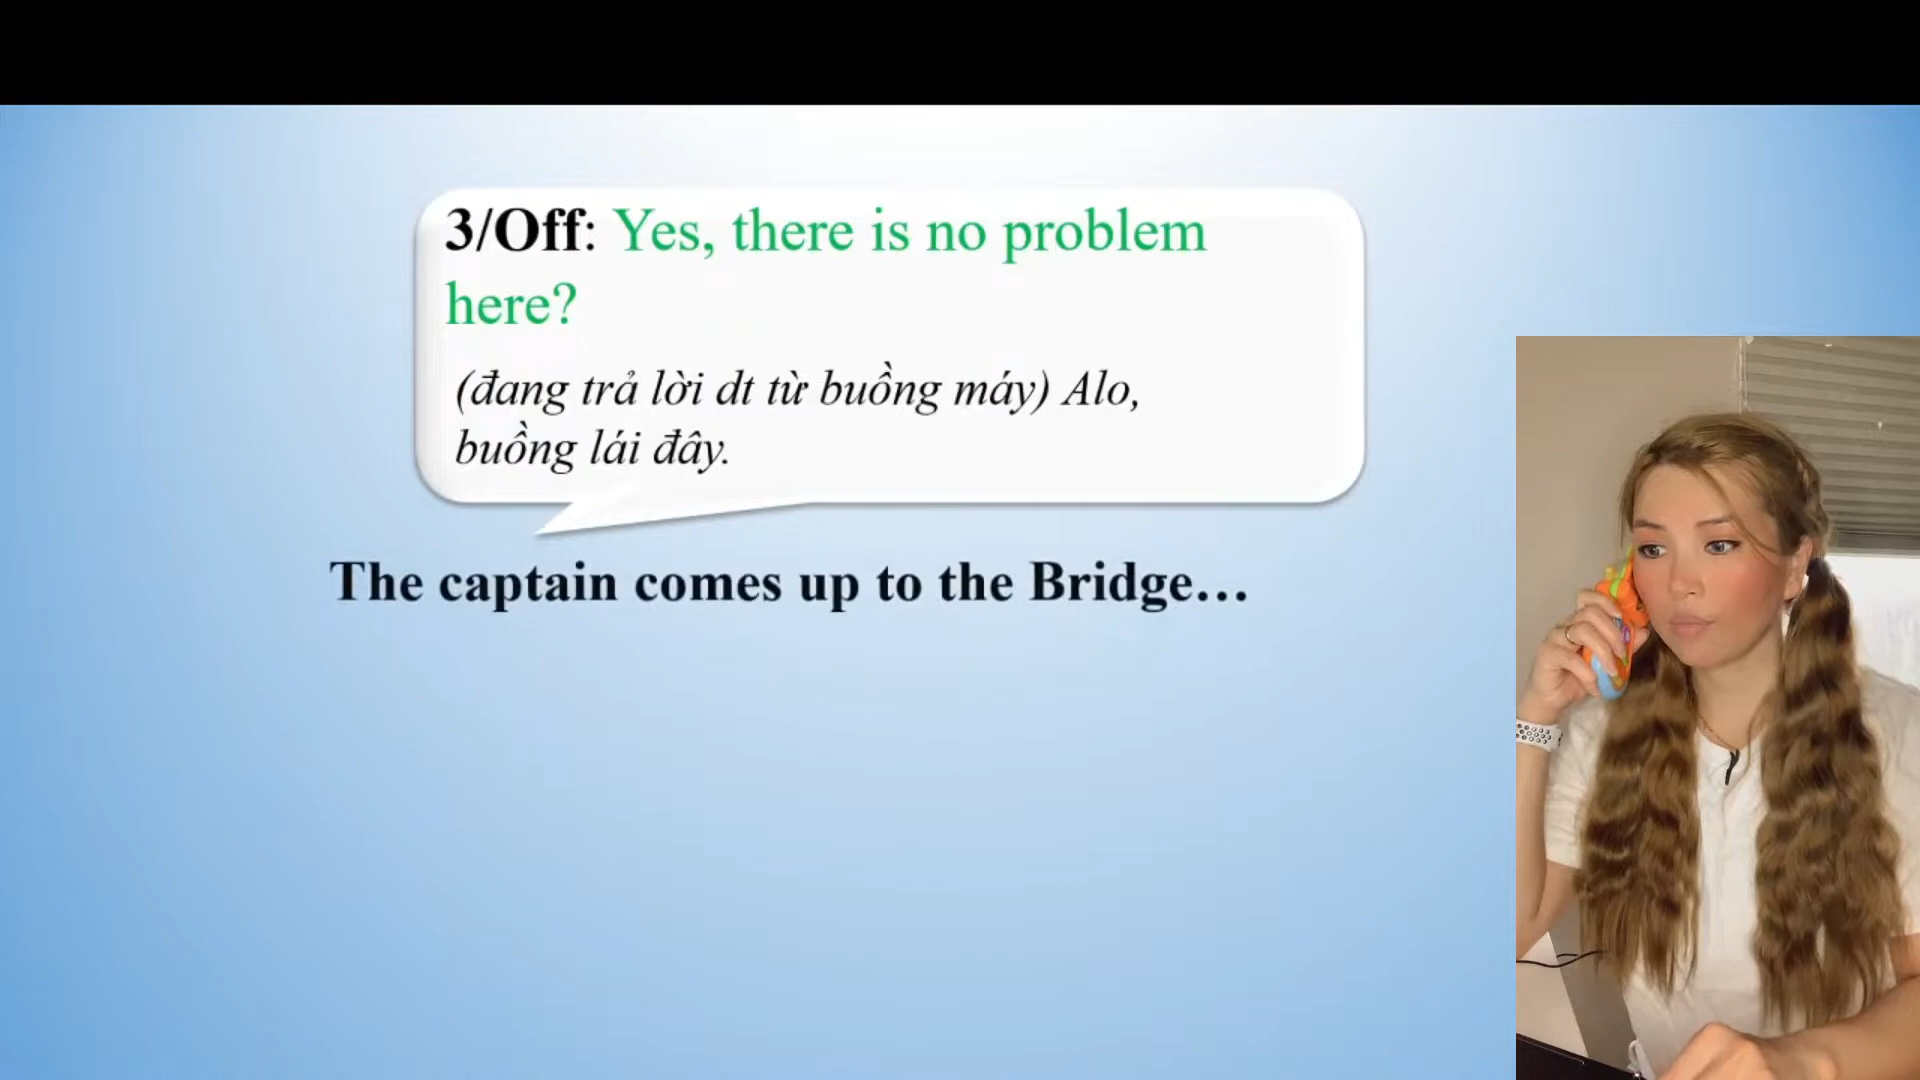 3/Off: Yes, there is no problem
here?
(đang trả lời dt từ buồng máy) Alo,
buồng lái đây.
The captain comes up to the Bridge…